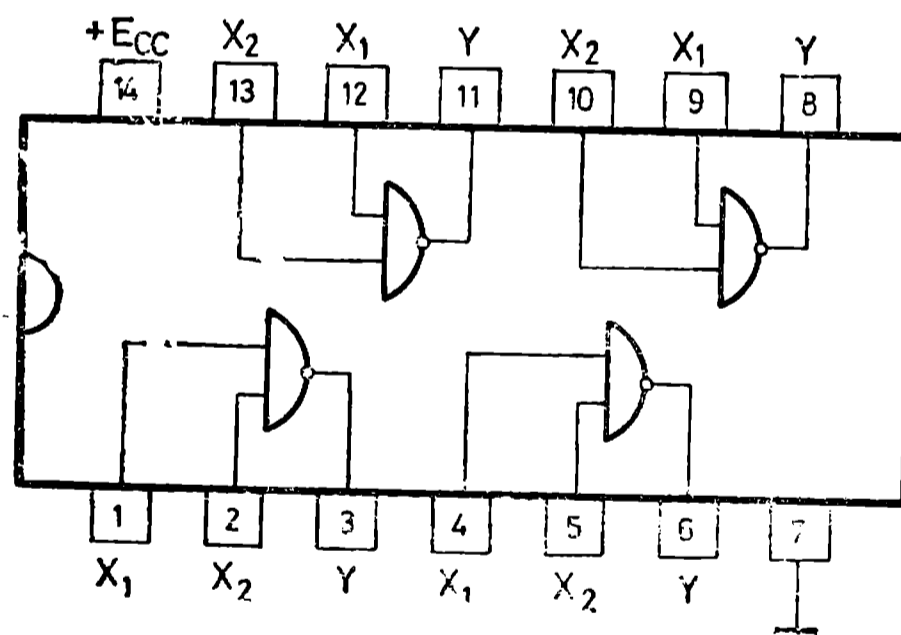 +E_CC X₂ X₁ Y X₂ X₁ Y
14 13 12 11 10 9 8
1 2 3 4 5 6 7
X₁ X₂ Y X₁ X₂ Y